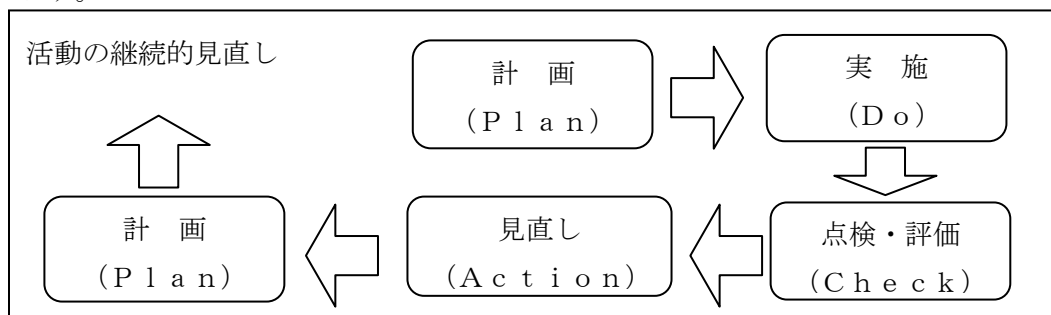 活動の継続的見直し
計　画
（Ｐｌａｎ）
実　施
（Ｄｏ）
点検・評価
（Ｃｈｅｃｋ）
見直し
（Ａｃｔｉｏｎ）
計　画
（Ｐｌａｎ）